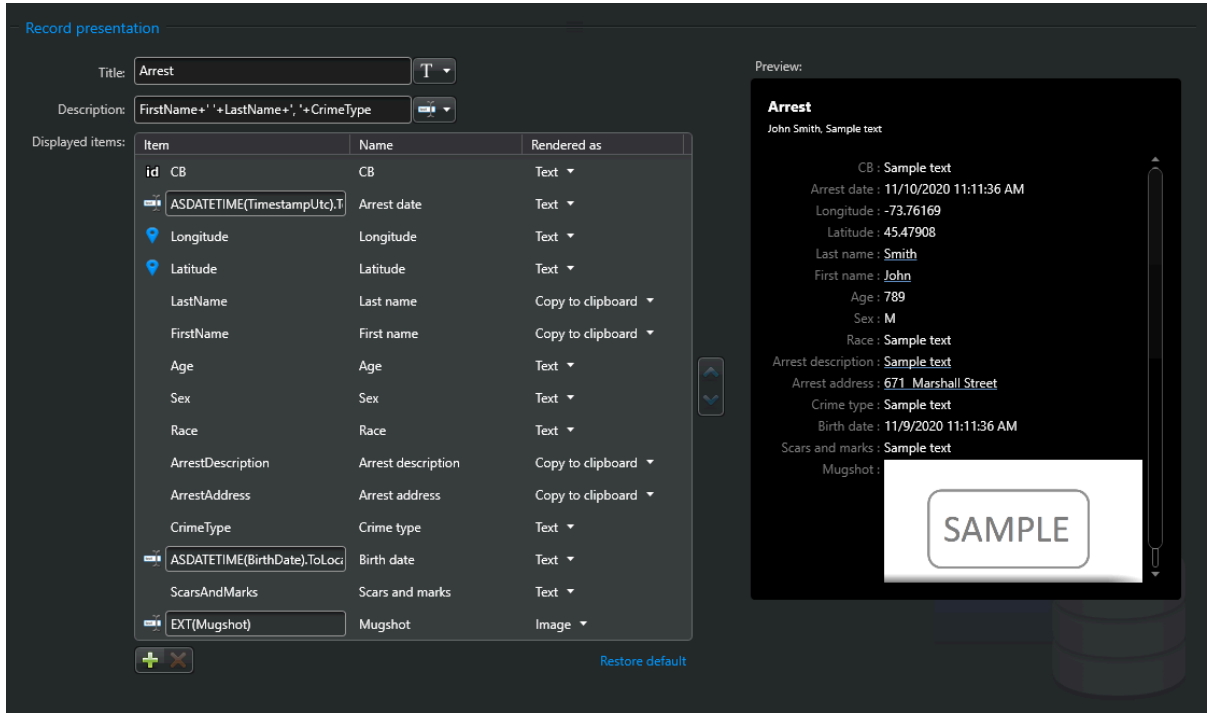 Record presentation
Title: Arrest T
Description: FirstName+' '+LastName+', '+CrimeType
Displayed items:
Item Name Rendered as
id CB CB Text
ASDATETIME(TimestampUtc).T Arrest date Text
Longitude Longitude Text
Latitude Latitude Text
LastName Last name Copy to clipboard
FirstName First name Copy to clipboard
Age Age Text
Sex Sex Text
Race Race Text
ArrestDescription Arrest description Copy to clipboard
ArrestAddress Arrest address Copy to clipboard
CrimeType Crime type Text
ASDATETIME(BirthDate).ToLoca Birth date Text
ScarsAndMarks Scars and marks Text
EXT(Mugshot) Mugshot Image
Restore default
Preview:
Arrest
John Smith, Sample text
CB : Sample text
Arrest date : 11/10/2020 11:11:36 AM
Longitude : -73.76169
Latitude : 45.47908
Last name : Smith
First name : John
Age : 789
Sex : M
Race : Sample text
Arrest description : Sample text
Arrest address : 671 Marshall Street
Crime type : Sample text
Birth date : 11/9/2020 11:11:36 AM
Scars and marks : Sample text
Mugshot :
SAMPLE